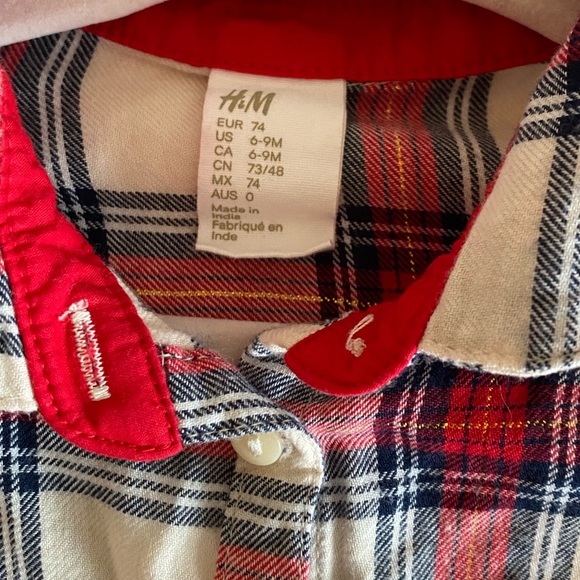 H&M
EUR 74
US 6-9M
CA 6-9M
CN 73/48
MX 74
AUS 0
Made in
India
Fabriqué en
Inde